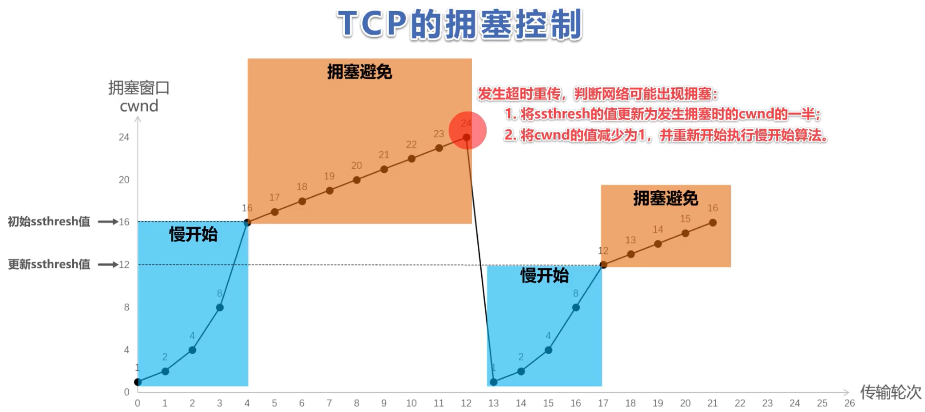 TCP的拥塞控制
拥塞避免
拥塞窗口
cwnd
发生超时重传，判断网络可能出现拥塞：
1. 将ssthresh的值更新为发生拥塞时的cwnd的一半；
2. 将cwnd的值减少为1，并重新开始执行慢开始算法。
24
20
16
12
8
4
0
初始ssthresh值
更新ssthresh值
慢开始
1
2
4
8
16
17
18
19
20
21
22
23
24
慢开始
1
2
4
8
拥塞避免
12
13
14
15
16
0 1 2 3 4 5 6 7 8 9 10 11 12 13 14 15 16 17 18 19 20 21 22 23 24 25 26
传输轮次